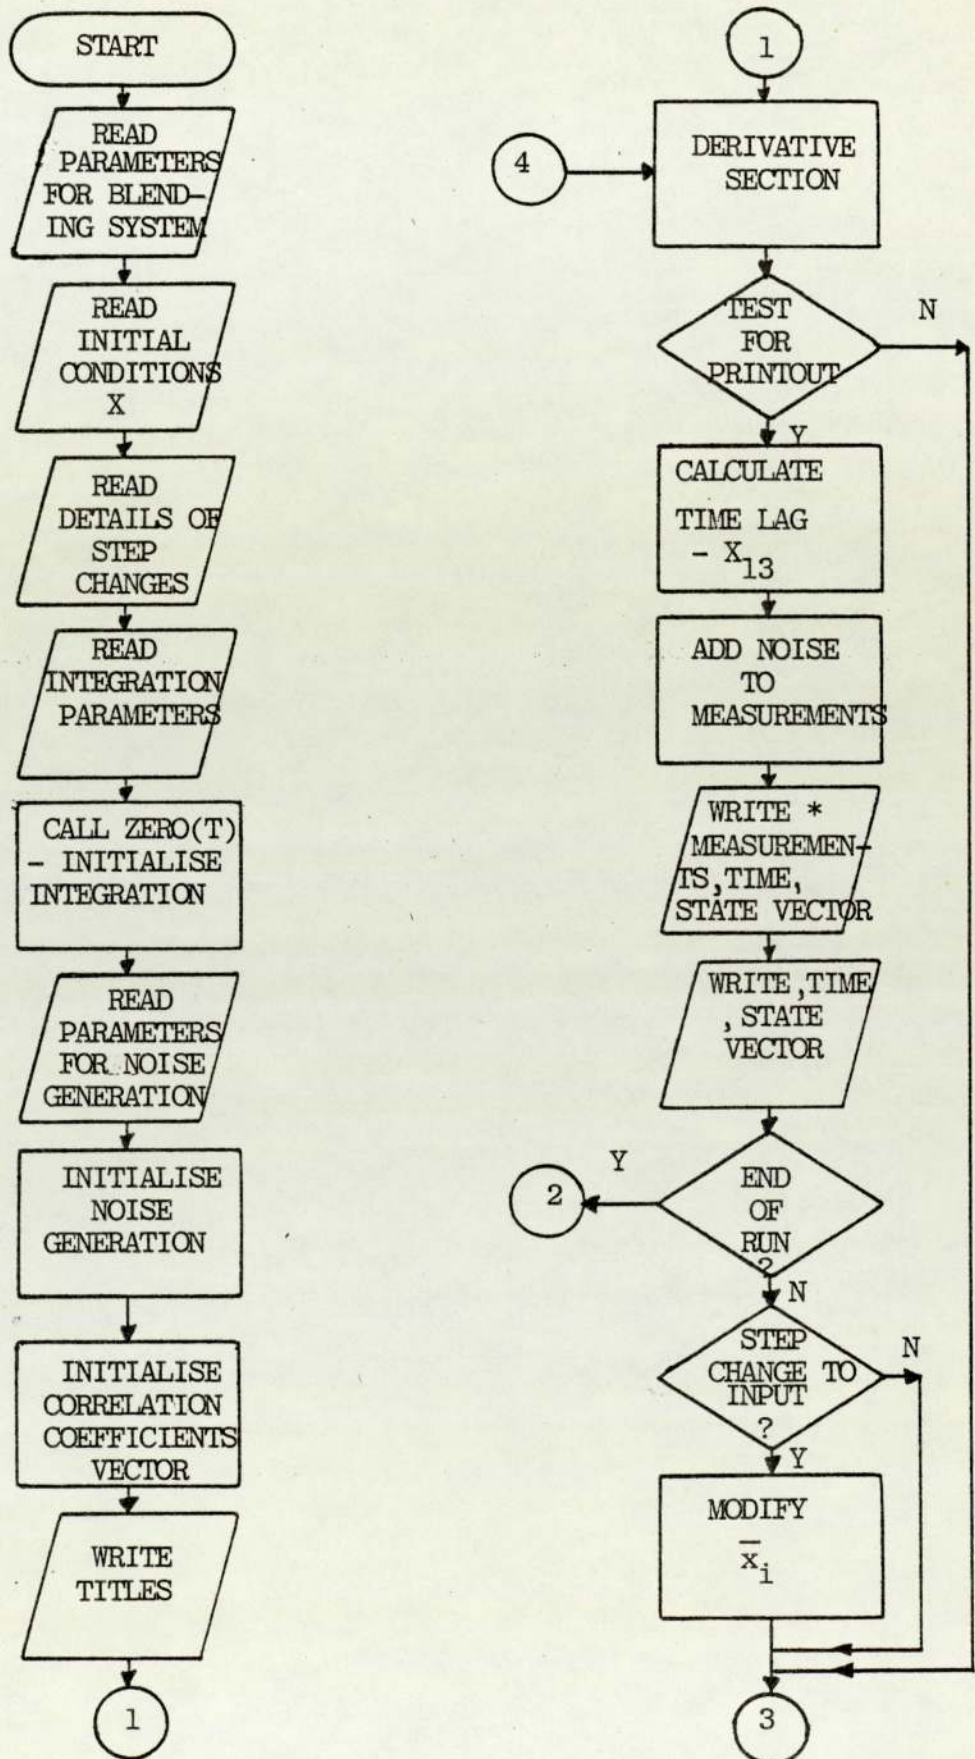 START
READ
PARAMETERS
FOR BLEND-
ING SYSTEM
READ
INITIAL
CONDITIONS
X
READ
DETAILS OF
STEP
CHANGES
READ
INTEGRATION
PARAMETERS
CALL ZERO(T)
- INITIALISE
INTEGRATION
READ
PARAMETERS
FOR NOISE
GENERATION
INITIALISE
NOISE
GENERATION
INITIALISE
CORRELATION
COEFFICIENTS
VECTOR
WRITE
TITLES
1
1
4
DERIVATIVE
SECTION
TEST
FOR
PRINTOUT
N
Y
CALCULATE
TIME LAG
- X13
ADD NOISE
TO
MEASUREMENTS
WRITE *
MEASUREMEN-
TS,TIME,
STATE VECTOR
WRITE ,TIME
, STATE
VECTOR
Y
2
END
OF
RUN
?
N
STEP
CHANGE TO
INPUT
?
N
Y
MODIFY
x̄i
3